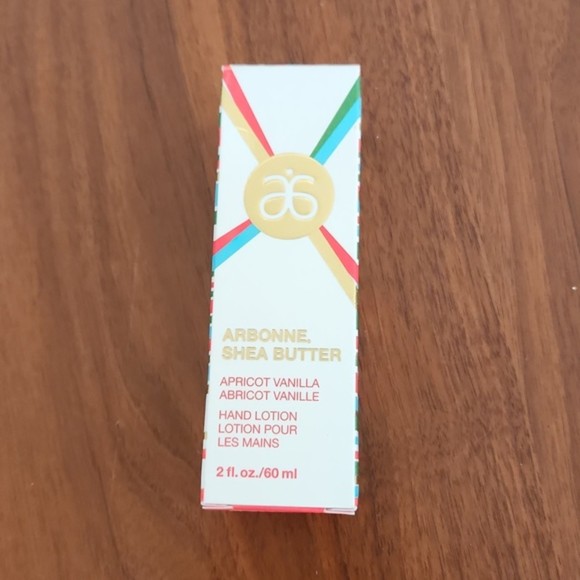 ARBONNE.
SHEA BUTTER
APRICOT VANILLA
ABRICOT VANILLE
HAND LOTION
LOTION POUR
LES MAINS
2 fl. oz./60 ml